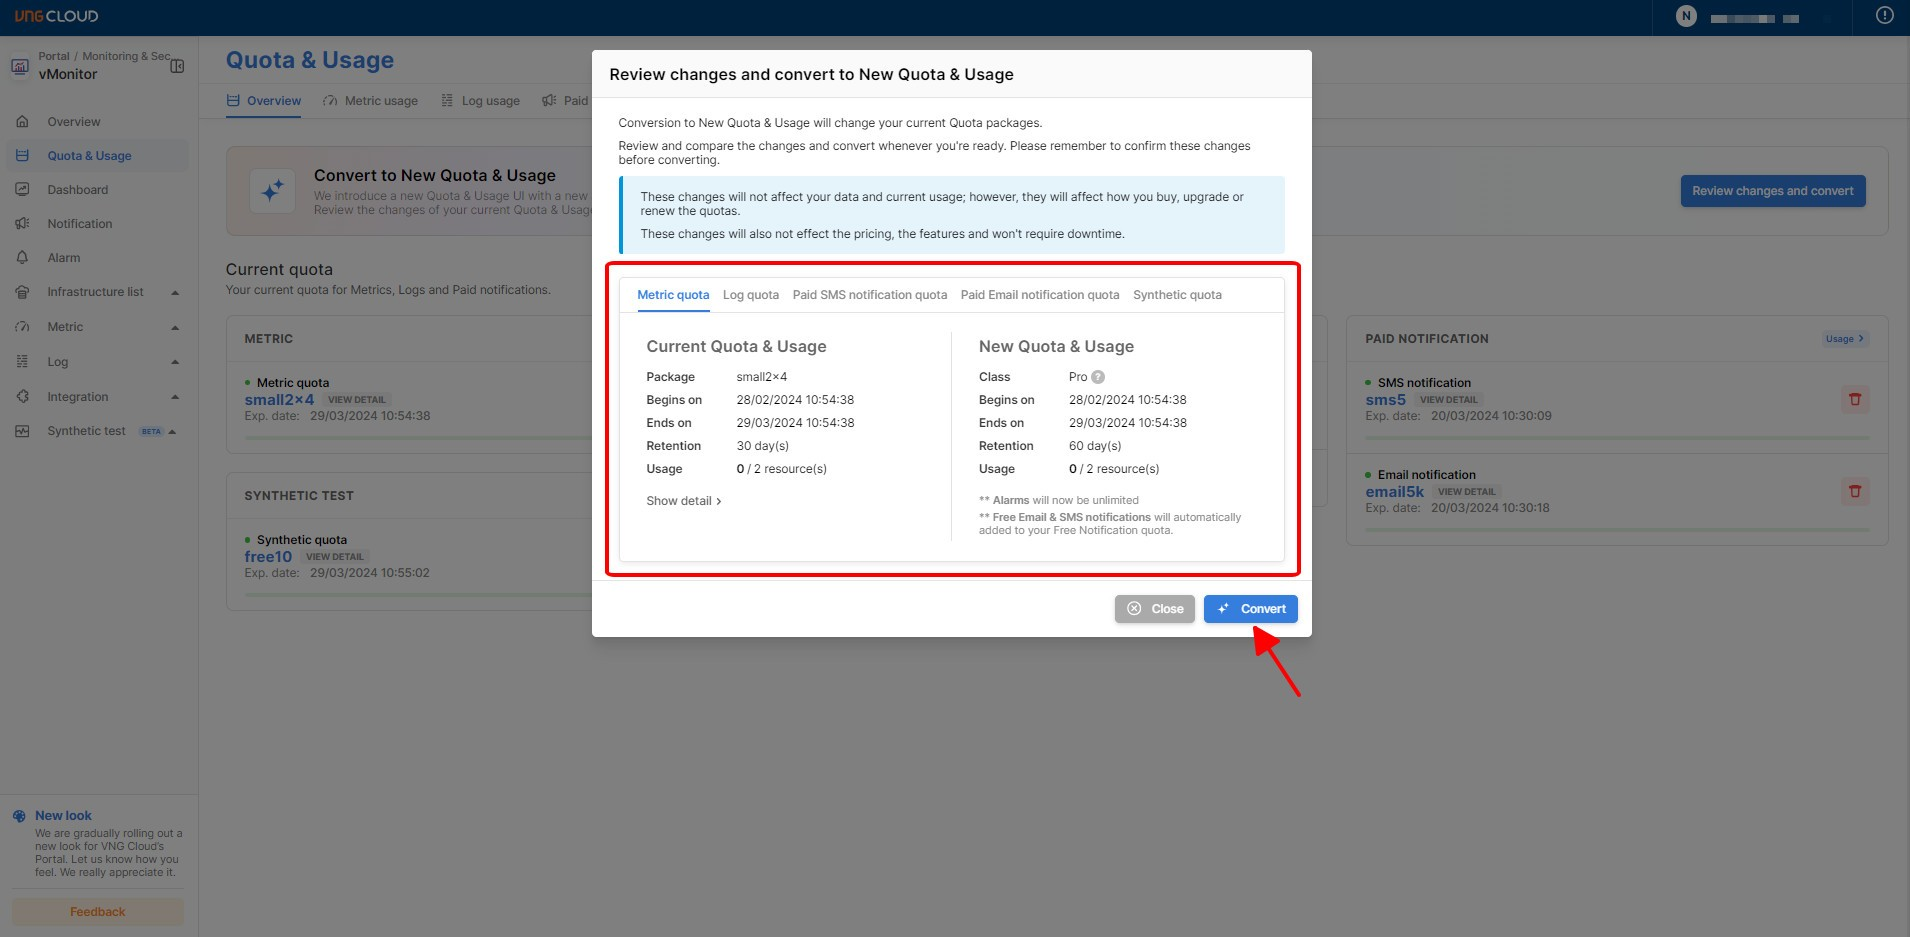 VNG CLOUD
N
Portal / Monitoring & Sec
vMonitor
Overview
Quota & Usage
Dashboard
Notification
Alarm
Infrastructure list
Metric
Log
Integration
Synthetic test BETA
New look
We are gradually rolling out a
new look for VNG Cloud's
Portal. Let us know how you
feel. We really appreciate it.
Feedback
Quota & Usage
Overview
Metric usage
Log usage
Paid
Convert to New Quota & Usage
We introduce a new Quota & Usage UI with a new
Review the changes of your current Quota & Usag
Review changes and convert
Current quota
Your current quota for Metrics, Logs and Paid notifications.
METRIC
Metric quota
small2x4 VIEW DETAIL
Exp. date: 29/03/2024 10:54:38
SYNTHETIC TEST
Synthetic quota
free10 VIEW DETAIL
Exp. date: 29/03/2024 10:55:02
PAID NOTIFICATION
Usage >
SMS notification
sms5 VIEW DETAIL
Exp. date: 20/03/2024 10:30:09
Email notification
email5k VIEW DETAIL
Exp. date: 20/03/2024 10:30:18
Review changes and convert to New Quota & Usage
Conversion to New Quota & Usage will change your current Quota packages.
Review and compare the changes and convert whenever you're ready. Please remember to confirm these changes
before converting.
These changes will not affect your data and current usage; however, they will affect how you buy, upgrade or
renew the quotas.
These changes will also not effect the pricing, the features and won't require downtime.
Metric quota
Log quota
Paid SMS notification quota
Paid Email notification quota
Synthetic quota
Current Quota & Usage
Package small2x4
Begins on 28/02/2024 10:54:38
Ends on 29/03/2024 10:54:38
Retention 30 day(s)
Usage 0 / 2 resource(s)
Show detail >
New Quota & Usage
Class Pro ?
Begins on 28/02/2024 10:54:38
Ends on 29/03/2024 10:54:38
Retention 60 day(s)
Usage 0 / 2 resource(s)
** Alarms will now be unlimited
** Free Email & SMS notifications will automatically
added to your Free Notification quota.
Close
Convert